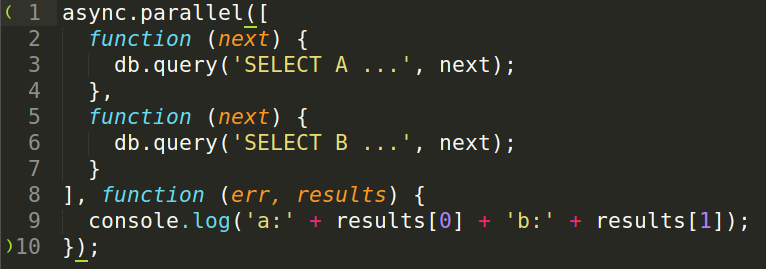 ( 1 async.parallel([
2 function (next) {
3 db.query('SELECT A ...', next);
4 },
5 function (next) {
6 db.query('SELECT B ...', next);
7 }
8 ], function (err, results) {
9 console.log('a:' + results[0] + 'b:' + results[1]);
)10 });